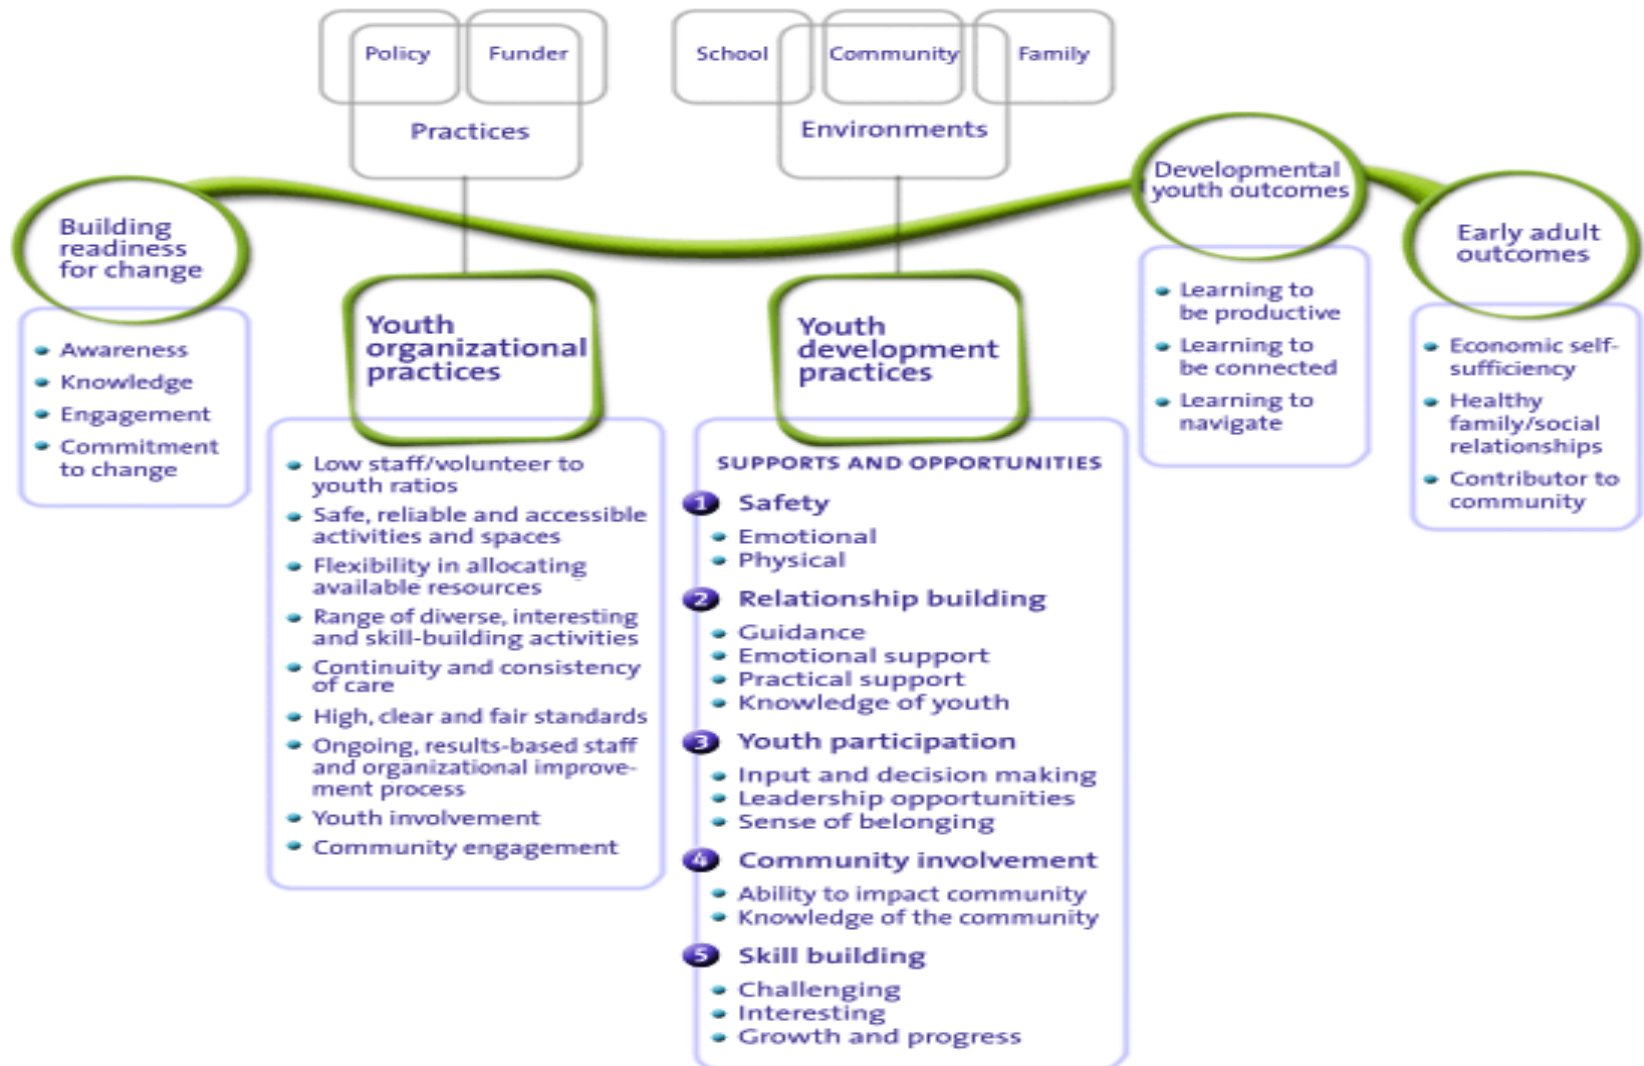 Policy
Funder
Practices
School
Community
Family
Environments
Building
readiness
for change
Awareness
Knowledge
Engagement
Commitment
to change
Youth
organizational
practices
Low staff/volunteer to
youth ratios
Safe, reliable and accessible
activities and spaces
Flexibility in allocating
available resources
Range of diverse, interesting
and skill-building activities
Continuity and consistency
of care
High, clear and fair standards
Ongoing, results-based staff
and organizational improve-
ment process
Youth involvement
Community engagement
Youth
development
practices
SUPPORTS AND OPPORTUNITIES
1 Safety
Emotional
Physical
2 Relationship building
Guidance
Emotional support
Practical support
Knowledge of youth
3 Youth participation
Input and decision making
Leadership opportunities
Sense of belonging
4 Community involvement
Ability to impact community
Knowledge of the community
5 Skill building
Challenging
Interesting
Growth and progress
Developmental
youth outcomes
Learning to
be productive
Learning to
be connected
Learning to
navigate
Early adult
outcomes
Economic self-
sufficiency
Healthy
family/social
relationships
Contributor to
community